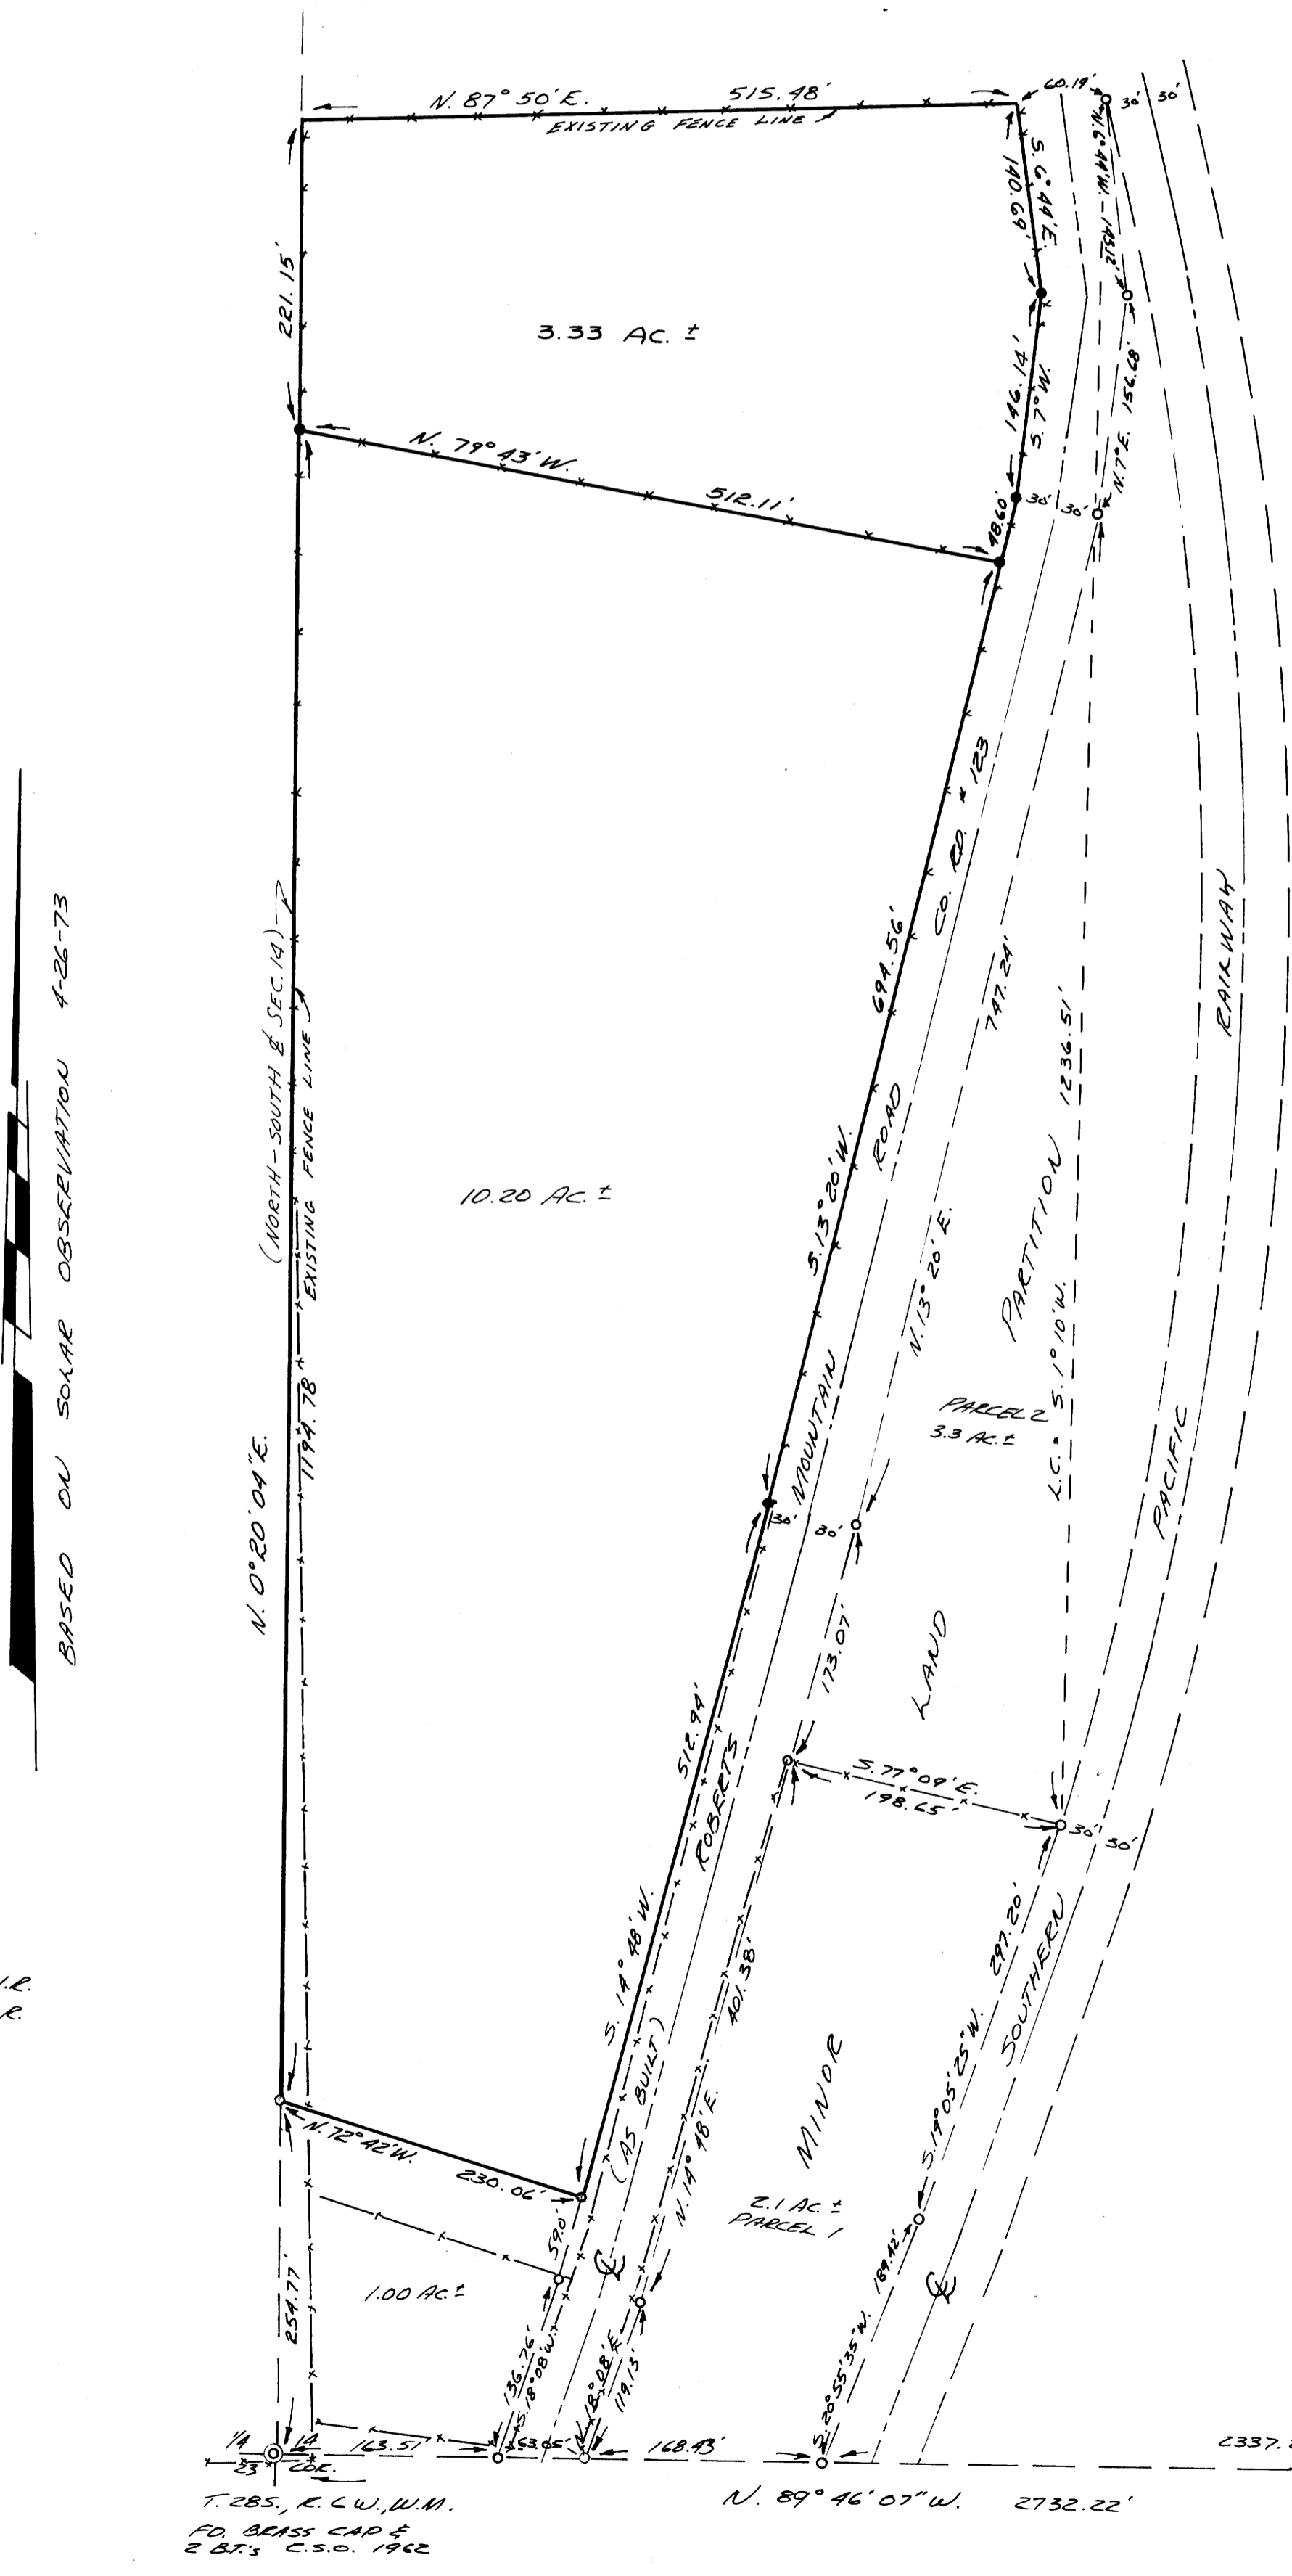 N. 87° 50' E. 515.48'
EXISTING FENCE LINE
60.19'
30' 30'
S. 6° 44' E.
140.69'
N. 6° 44' W. - 145.12'
221.15'
3.33 AC. ±
146.14'
S. 7° W.
N. 7° E. 156.68'
N. 79° 43' W. 512.11'
30' 30'
48.60'
CO. RD. # 123
694.56'
747.24'
RAILWAY
BASED ON SOLAR OBSERVATION 4-26-73
(NORTH-SOUTH ℄ SEC. 14)
EXISTING FENCE LINE
10.20 AC. ±
S. 13° 20' W.
ROAD
N. 13° 20' E.
PARTITION
L.C. = S. 1° 10' W. 1236.51'
N. 0° 20' 04" E.
1194.78'
MOUNTAIN
PARCEL 2
3.3 AC. ±
PACIFIC
30' 30'
173.07'
LAND
512.94'
ROBERTS
S. 77° 09' E.
198.65'
30' 30'
S. 14° 48' W.
401.38'
297.20'
SOUTHERN
I.R.
R.
(AS BUILT)
N. 14° 48' E.
MINOR
S. 19° 05' 25" W.
N. 72° 42' W.
230.06'
2.1 AC. ±
PARCEL 1
59.0'
℄
189.42'
℄
1.00 AC. ±
254.77'
136.76'
S. 18° 08' W.
N. 18° 08' E.
119.13'
S. 20° 55' 35" W.
1/4 14
23 COR.
163.51' 63.05' 168.43'
2337.
N. 89° 46' 07" W. 2732.22'
T. 28S., R. 6 W., W.M.
FD. BRASS CAP &
2 B.T.'s C.S.O. 1962